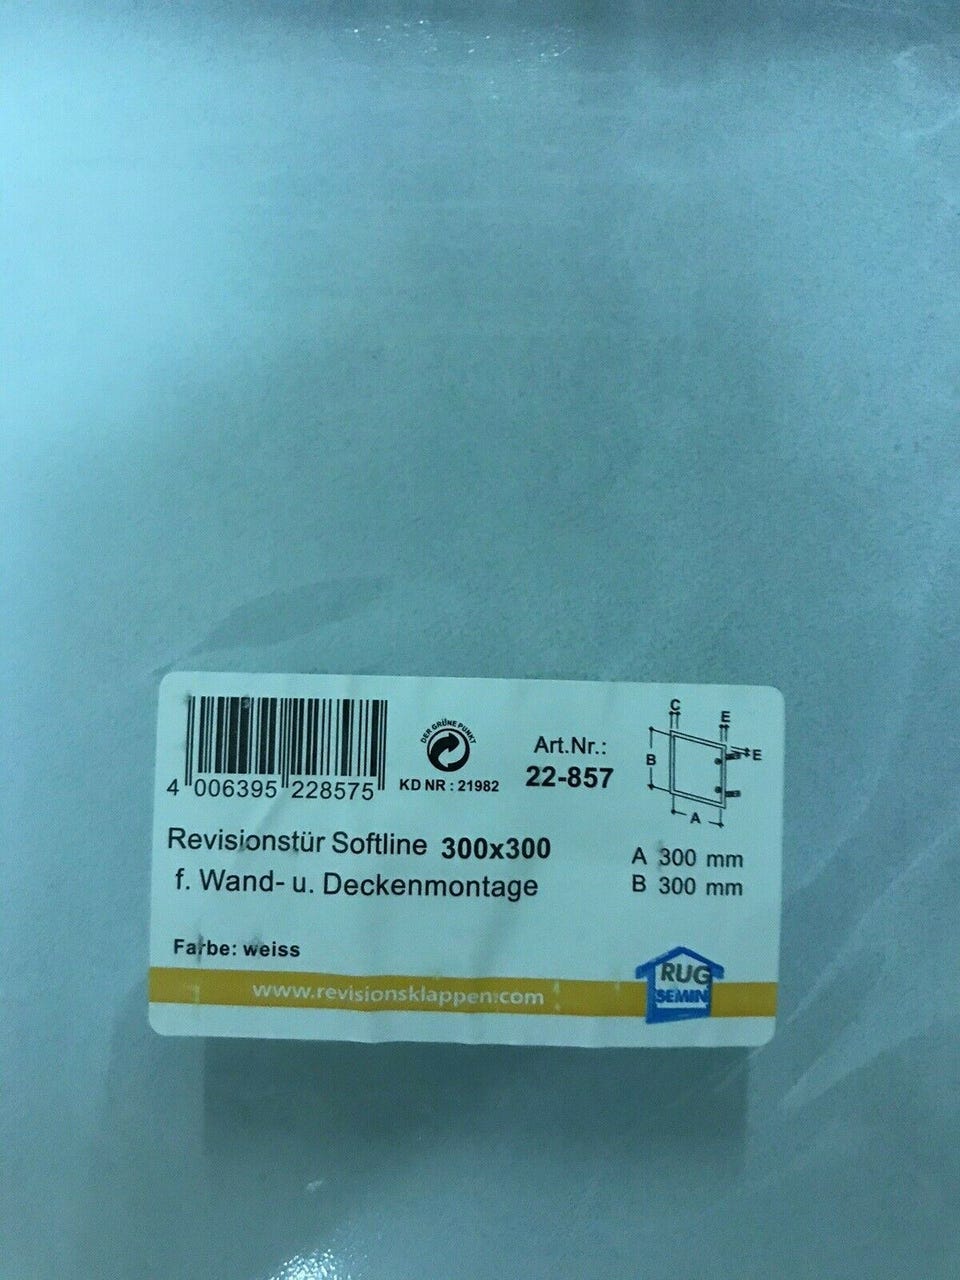 4 006395 228575
DER GRÜNE PUNKT
KD NR : 21982
Art.Nr.:
22-857
C
E
B
E
A
Revisionstür Softline 300x300
f. Wand- u. Deckenmontage
A 300 mm
B 300 mm
Farbe: weiss
www.revisionsklappen.com
RUG
SEMIN